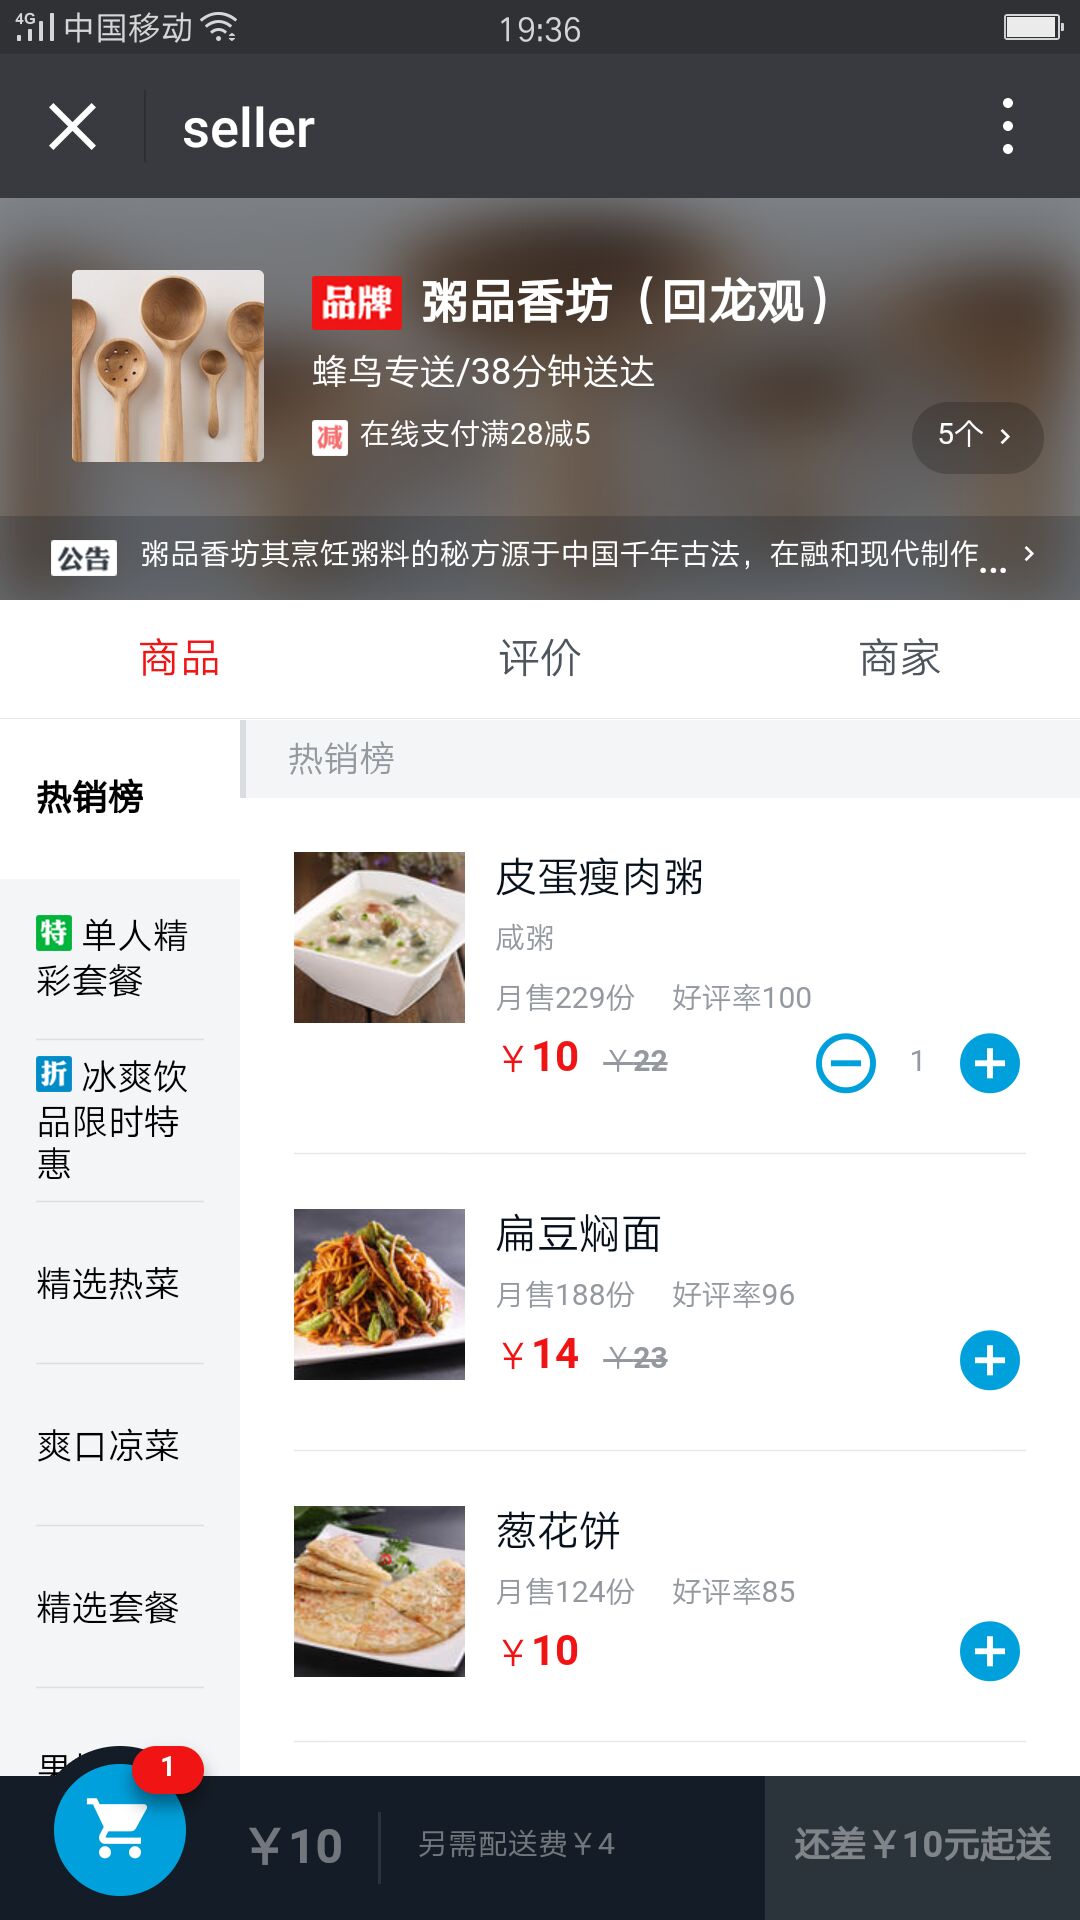 4G 中国移动 19:36
seller
品牌 粥品香坊（回龙观）
蜂鸟专送/38分钟送达
减 在线支付满28减5
5个
公告 粥品香坊其烹饪粥料的秘方源于中国千年古法，在融和现代制作...
商品 评价 商家
热销榜
特 单人精
彩套餐
折 冰爽饮
品限时特
惠
精选热菜
爽口凉菜
精选套餐
热销榜
皮蛋瘦肉粥
咸粥
月售229份 好评率100
￥10 ￥22
1
扁豆焖面
月售188份 好评率96
￥14 ￥23
葱花饼
月售124份 好评率85
￥10
1
￥10 另需配送费￥4 还差￥10元起送